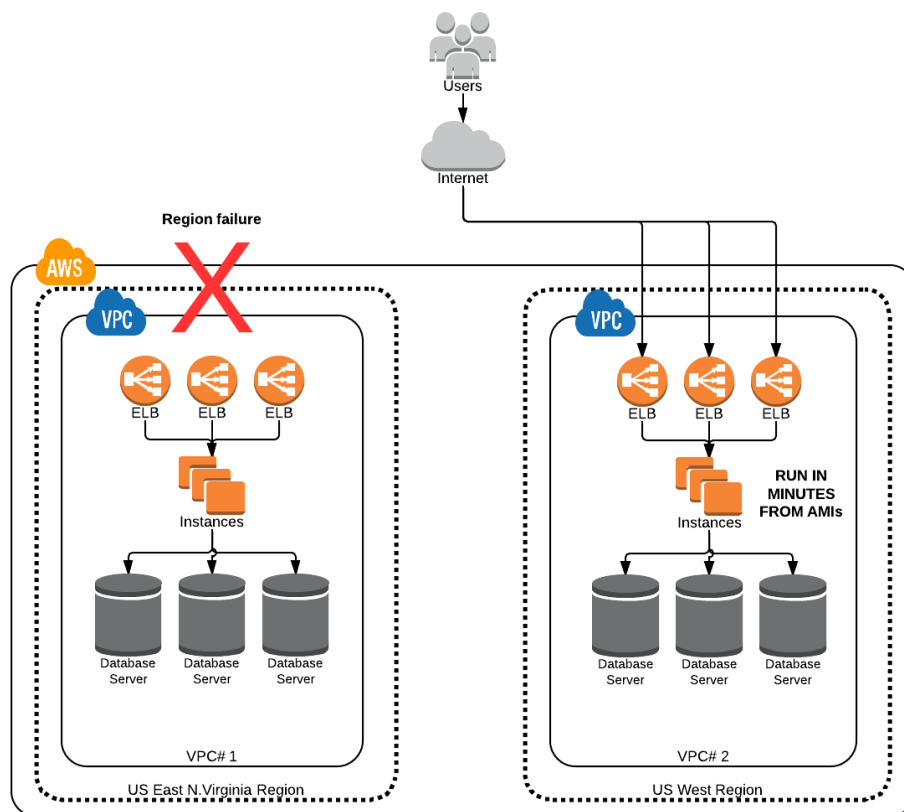 Users
Internet
Region failure
AWS
VPC
VPC
ELB
ELB
ELB
ELB
ELB
ELB
Instances
Instances
RUN IN
MINUTES
FROM AMIs
Database
Server
Database
Server
Database
Server
Database
Server
Database
Server
Database
Server
VPC# 1
VPC# 2
US East N.Virginia Region
US West Region